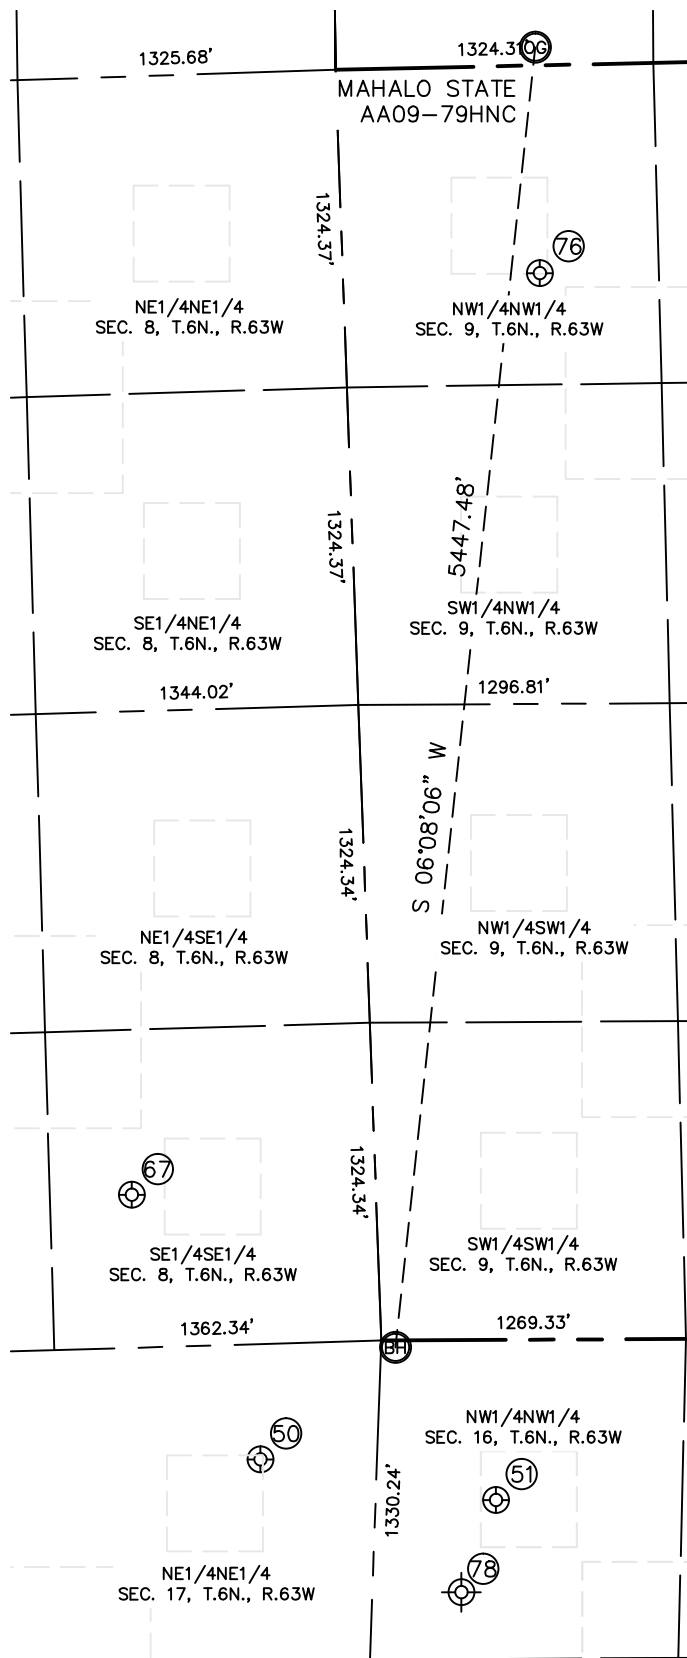 1325.68'
1324.31'
OG
MAHALO STATE
AA09-79HNC
1324.37'
76
NE1/4NE1/4
SEC. 8, T.6N., R.63W
NW1/4NW1/4
SEC. 9, T.6N., R.63W
5447.48'
1324.37'
SE1/4NE1/4
SEC. 8, T.6N., R.63W
SW1/4NW1/4
SEC. 9, T.6N., R.63W
1344.02'
1296.81'
S 06°08'06" W
1324.34'
NE1/4SE1/4
SEC. 8, T.6N., R.63W
NW1/4SW1/4
SEC. 9, T.6N., R.63W
67
1324.34'
SE1/4SE1/4
SEC. 8, T.6N., R.63W
SW1/4SW1/4
SEC. 9, T.6N., R.63W
1362.34'
1269.33'
BH
50
NW1/4NW1/4
SEC. 16, T.6N., R.63W
51
1330.24'
78
NE1/4NE1/4
SEC. 17, T.6N., R.63W